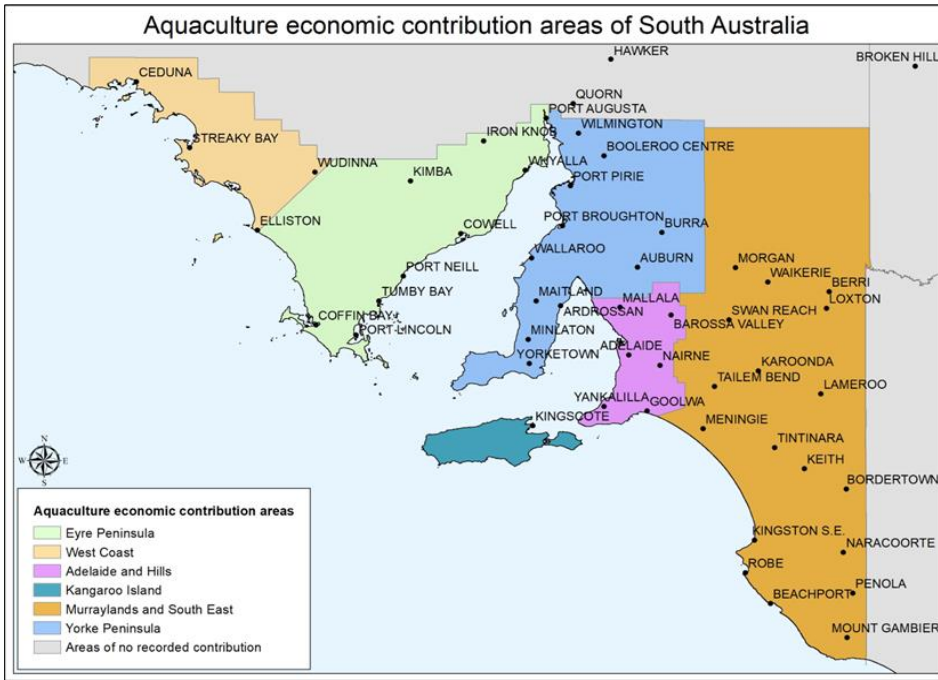 Aquaculture economic contribution areas of South Australia
HAWKER
BROKEN HILL
CEDUNA
QUORN
PORT AUGUSTA
WILMINGTON
IRON KNOB
STREAKY BAY
BOOLEROO CENTRE
WUDINNA
WHYALLA
KIMBA
PORT PIRIE
ELLISTON
COWELL
PORT BROUGHTON
BURRA
WALLAROO
AUBURN
MORGAN
PORT NEILL
WAIKERIE
BERRI
TUMBY BAY
MAITLAND
MALLALA
LOXTON
ARDROSSAN
COFFIN BAY
SWAN REACH
BAROSSA VALLEY
PORT LINCOLN
MINLATON
ADELAIDE
YORKETOWN
NAIRNE
KAROONDA
TAILEM BEND
LAMEROO
YANKALILLA
GOOLWA
KINGSCOTE
MENINGIE
TINTINARA
KEITH
BORDERTOWN
KINGSTON S.E.
NARACOORTE
ROBE
PENOLA
BEACHPORT
MOUNT GAMBIER
N
W E
S
Aquaculture economic contribution areas
Eyre Peninsula
West Coast
Adelaide and Hills
Kangaroo Island
Murraylands and South East
Yorke Peninsula
Areas of no recorded contribution